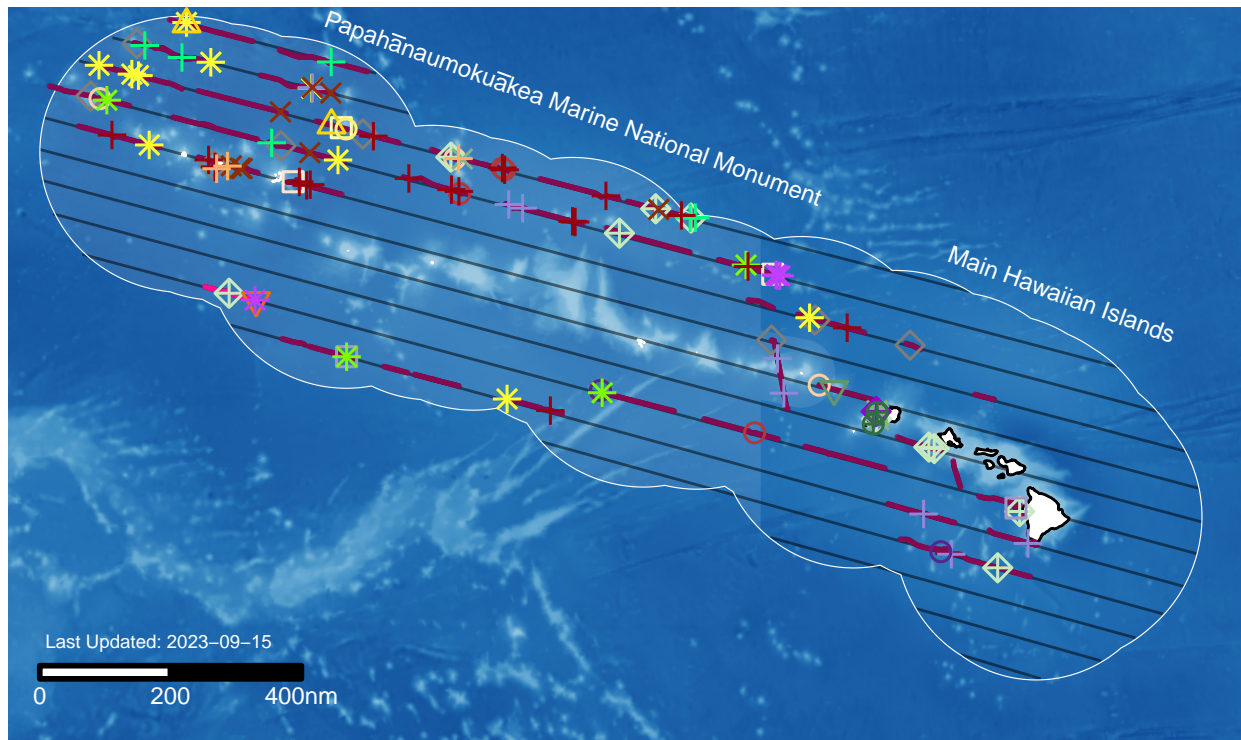 Papahānaumokuākea Marine National Monument
Main Hawaiian Islands
Last Updated: 2023−09−15
0 200 400nm